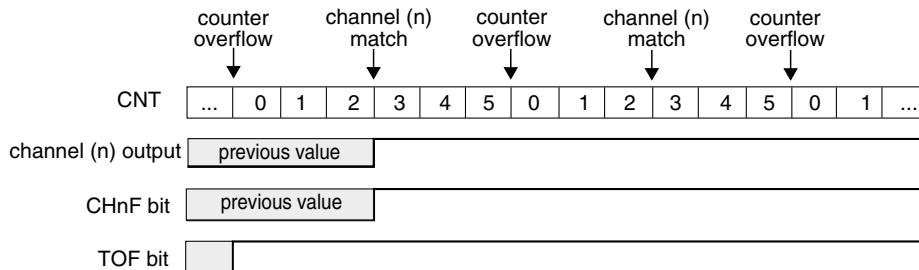 counter overflow
channel (n) match
counter overflow
channel (n) match
counter overflow
CNT ... 0 1 2 3 4 5 0 1 2 3 4 5 0 1 ...
channel (n) output previous value
CHnF bit previous value
TOF bit